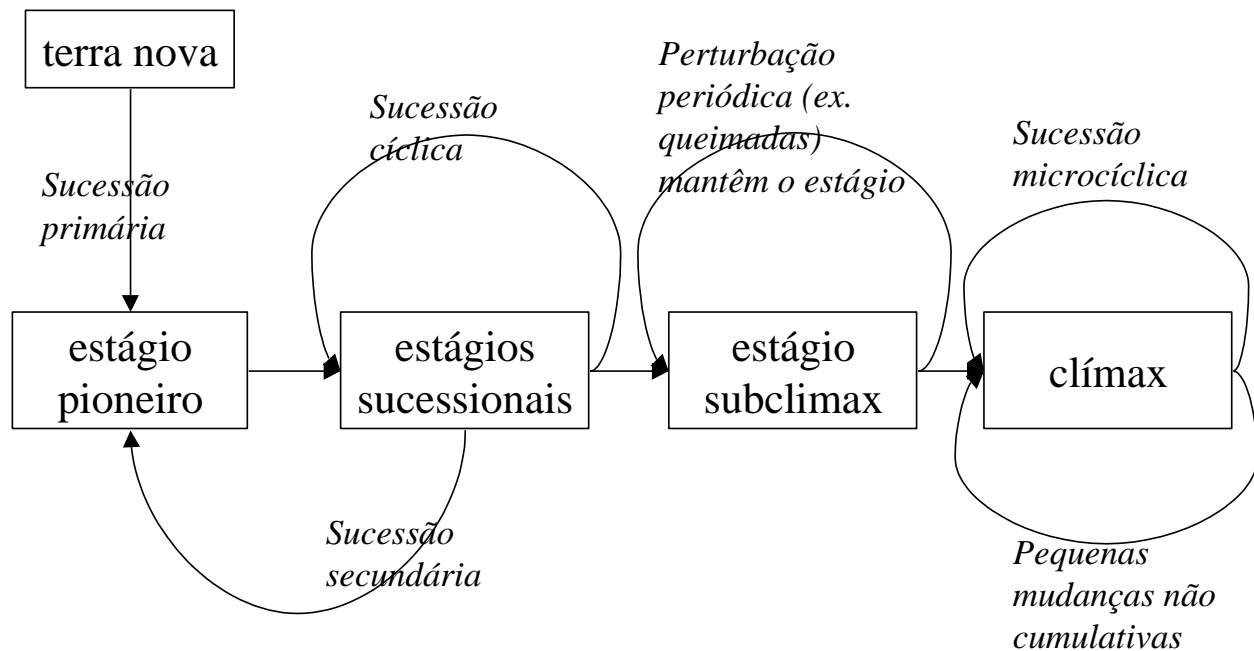 terra nova
Sucessão
primária
Sucessão
cíclica
Perturbação
periódica (ex.
queimadas)
mantêm o estágio
Sucessão
microcíclica
estágio
pioneiro
estágios
sucessionais
estágio
subclimax
clímax
Sucessão
secundária
Pequenas
mudanças não
cumulativas